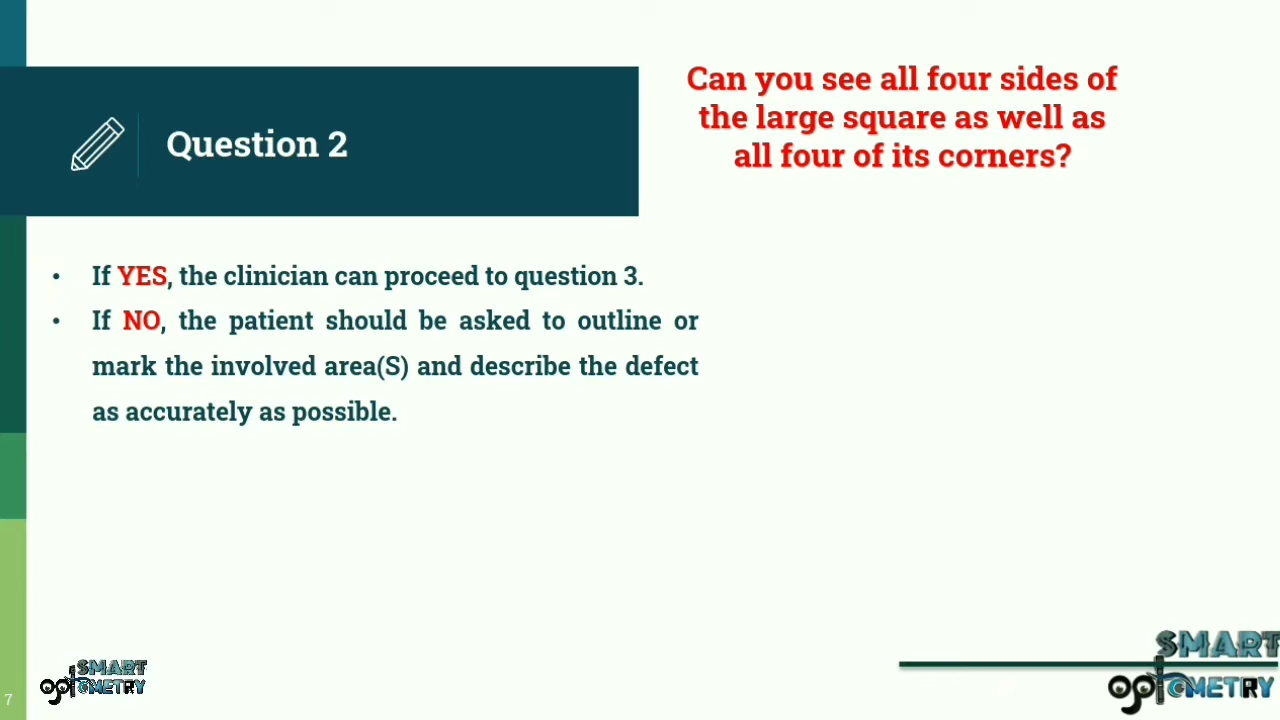 Question 2
Can you see all four sides of
the large square as well as
all four of its corners?
• If YES, the clinician can proceed to question 3.
• If NO, the patient should be asked to outline or
mark the involved area(S) and describe the defect
as accurately as possible.
7
SMART
optOMETRY
SMART
optOMETRY